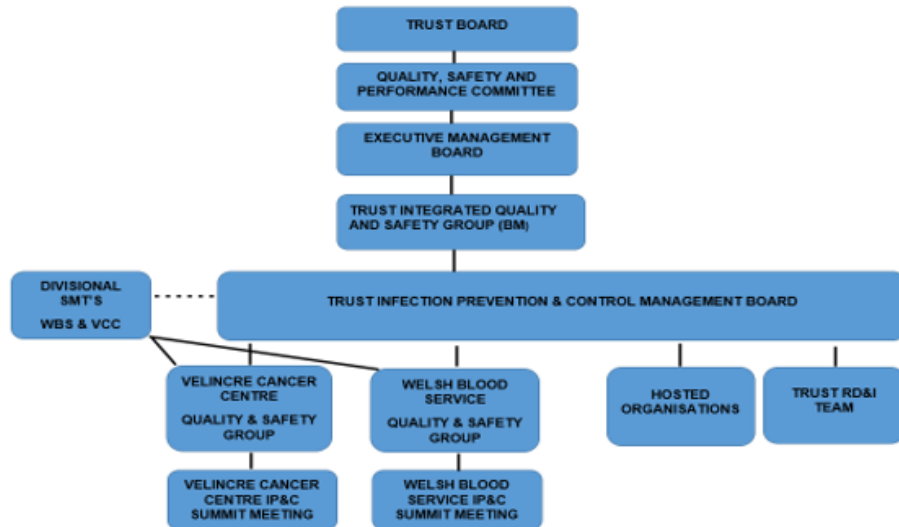 TRUST BOARD
QUALITY, SAFETY AND
PERFORMANCE COMMITTEE
EXECUTIVE MANAGEMENT
BOARD
TRUST INTEGRATED QUALITY
AND SAFETY GROUP (BM)
DIVISIONAL
SMT'S
WBS & VCC
TRUST INFECTION PREVENTION & CONTROL MANAGEMENT BOARD
VELINCRE CANCER
CENTRE
QUALITY & SAFETY
GROUP
WELSH BLOOD
SERVICE
QUALITY & SAFETY
GROUP
HOSTED
ORGANISATIONS
TRUST RD&I
TEAM
VELINCRE CANCER
CENTRE IP&C
SUMMIT MEETING
WELSH BLOOD
SERVICE IP&C
SUMMIT MEETING